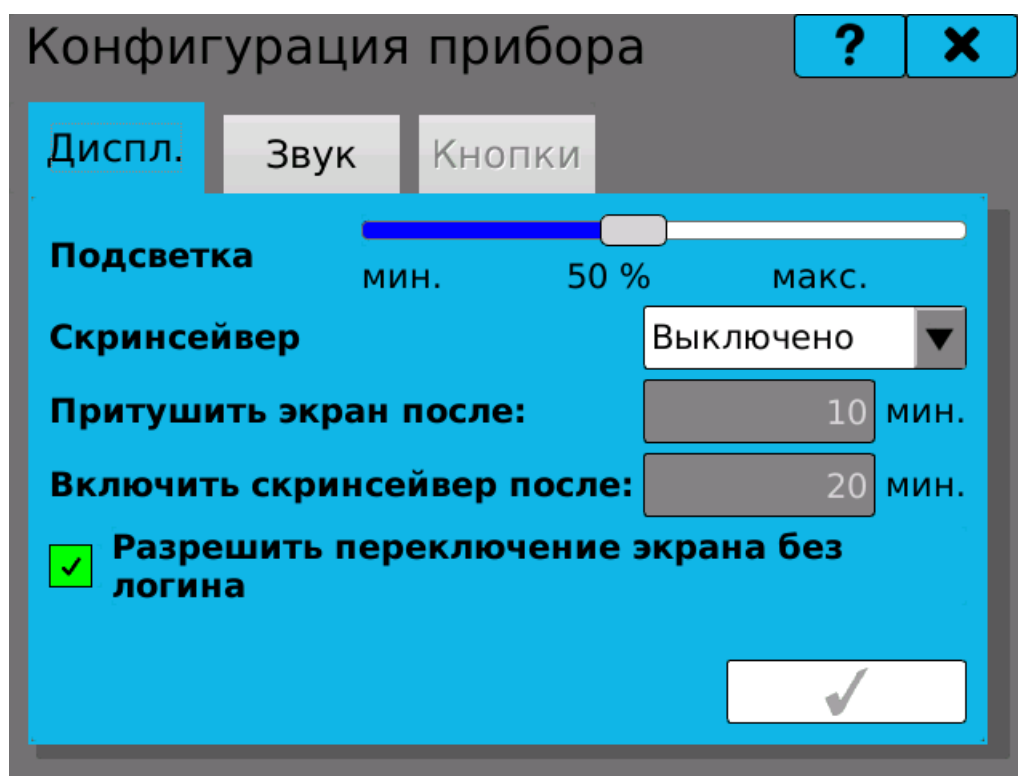 Конфигурация прибора ?
Диспл. Звук Кнопки
Подсветка
мин. 50 % макс.
Скринсейвер Выключено
Притушить экран после: 10 мин.
Включить скринсейвер после: 20 мин.
Разрешить переключение экрана без
логина